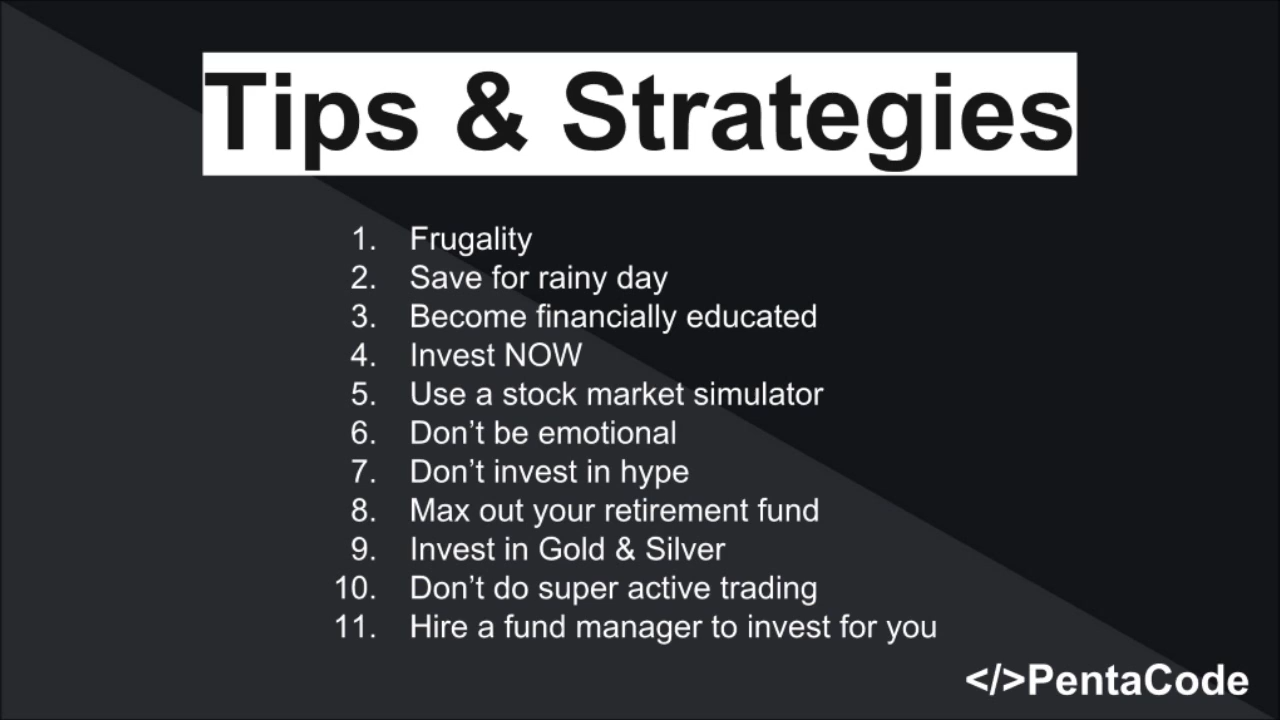 Tips & Strategies
1. Frugality
2. Save for rainy day
3. Become financially educated
4. Invest NOW
5. Use a stock market simulator
6. Don’t be emotional
7. Don’t invest in hype
8. Max out your retirement fund
9. Invest in Gold & Silver
10. Don’t do super active trading
11. Hire a fund manager to invest for you
</>PentaCode